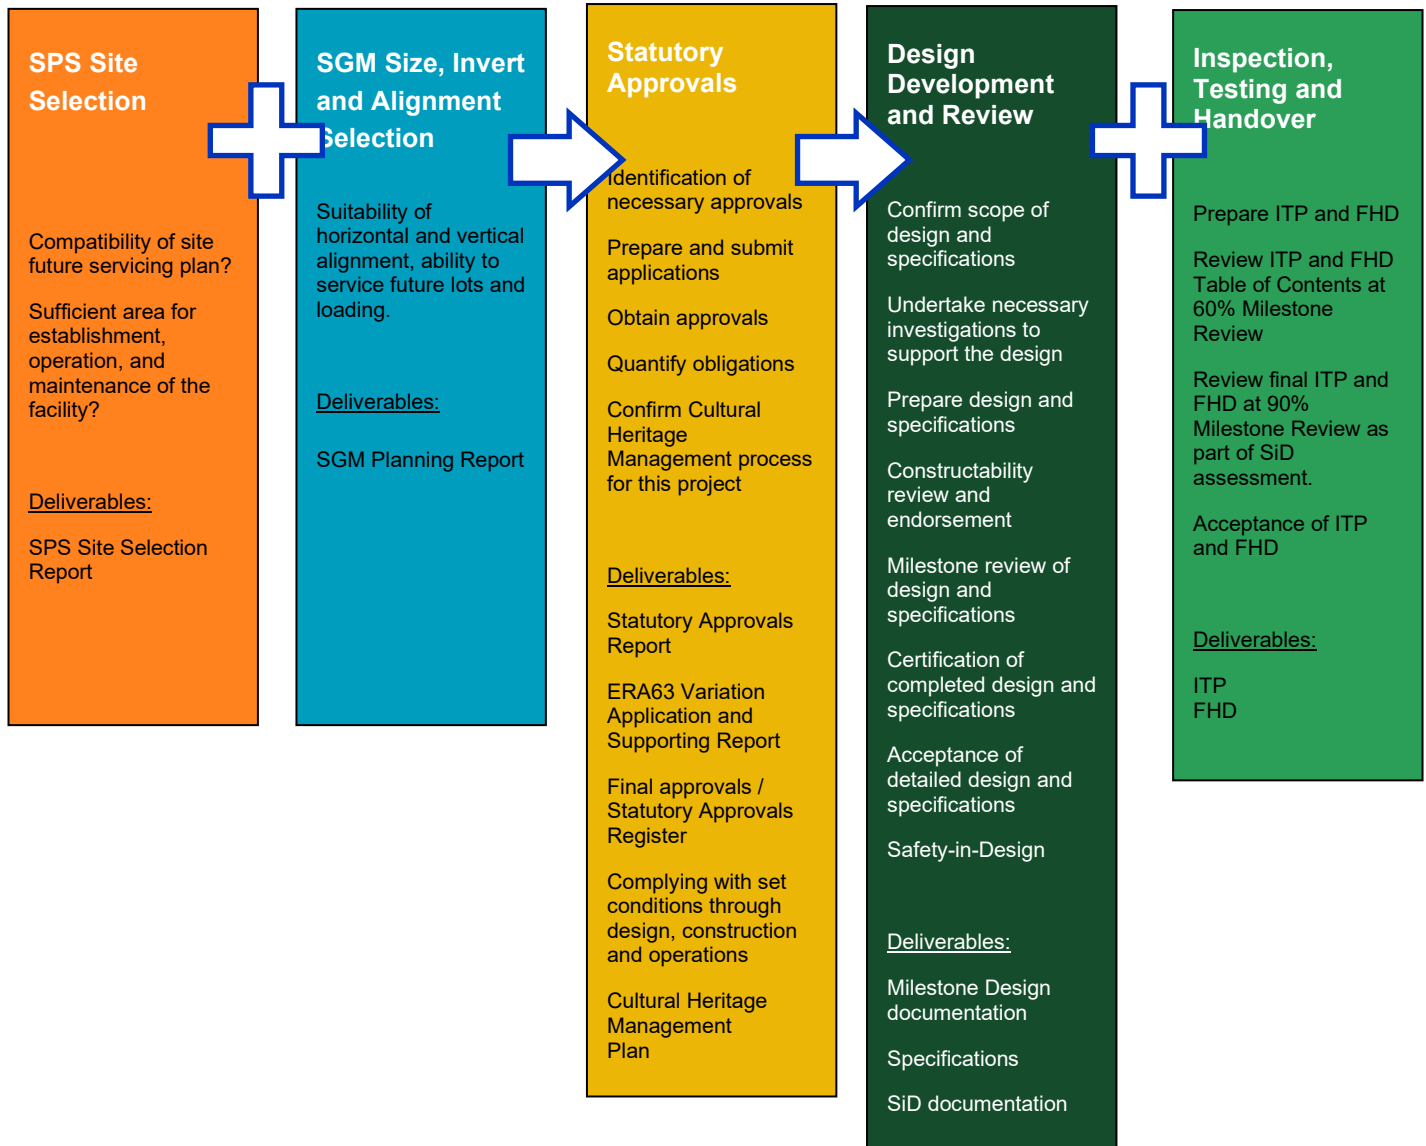 SPS Site
Selection
Compatibility of site
future servicing plan?
Sufficient area for
establishment,
operation, and
maintenance of the
facility?
Deliverables:
SPS Site Selection
Report
SGM Size, Invert
and Alignment
Selection
Suitability of
horizontal and vertical
alignment, ability to
service future lots and
loading.
Deliverables:
SGM Planning Report
Statutory
Approvals
Identification of
necessary approvals
Prepare and submit
applications
Obtain approvals
Quantify obligations
Confirm Cultural
Heritage
Management process
for this project
Deliverables:
Statutory Approvals
Report
ERA63 Variation
Application and
Supporting Report
Final approvals /
Statutory Approvals
Register
Complying with set
conditions through
design, construction
and operations
Cultural Heritage
Management
Plan
Design
Development
and Review
Confirm scope of
design and
specifications
Undertake necessary
investigations to
support the design
Prepare design and
specifications
Constructability
review and
endorsement
Milestone review of
design and
specifications
Certification of
completed design and
specifications
Acceptance of
detailed design and
specifications
Safety-in-Design
Deliverables:
Milestone Design
documentation
Specifications
SiD documentation
Inspection,
Testing and
Handover
Prepare ITP and FHD
Review ITP and FHD
Table of Contents at
60% Milestone
Review
Review final ITP and
FHD at 90%
Milestone Review as
part of SiD
assessment.
Acceptance of ITP
and FHD
Deliverables:
ITP
FHD